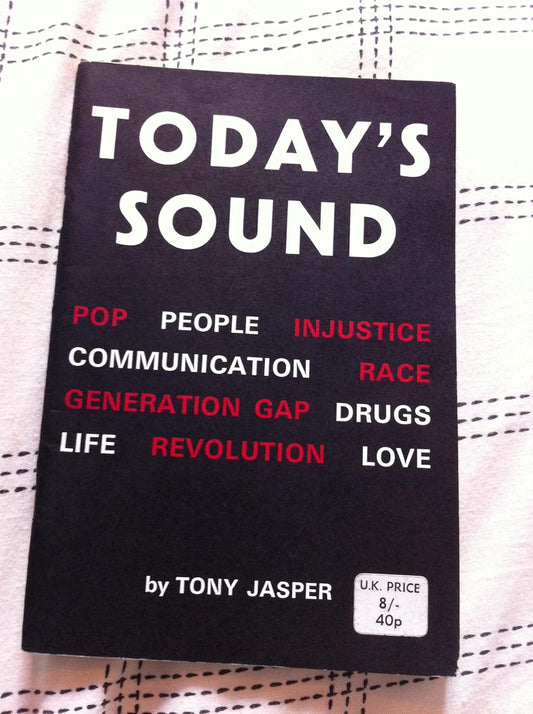 TODAY'S
SOUND
POP PEOPLE INJUSTICE
COMMUNICATION RACE
GENERATION GAP DRUGS
LIFE REVOLUTION LOVE
by TONY JASPER
U.K. PRICE
8/-
40p